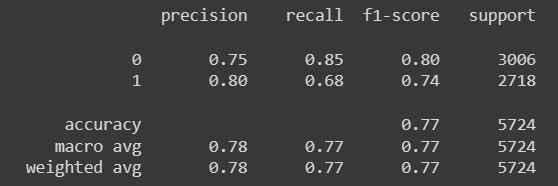 precision recall f1-score support
0 0.75 0.85 0.80 3006
1 0.80 0.68 0.74 2718
accuracy 0.77 5724
macro avg 0.78 0.77 0.77 5724
weighted avg 0.78 0.77 0.77 5724